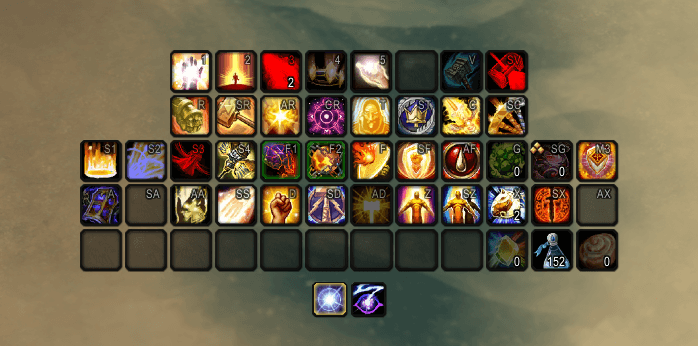 1 2 3 2 4 5 V SV
R SR AR CR T ST C SC
S1 S2 S3 S4 F1 F2 F SF AF G 0 SG 0 M3
SA AA SS D SD AD Z SZ X 2 SX AX
0 152 0